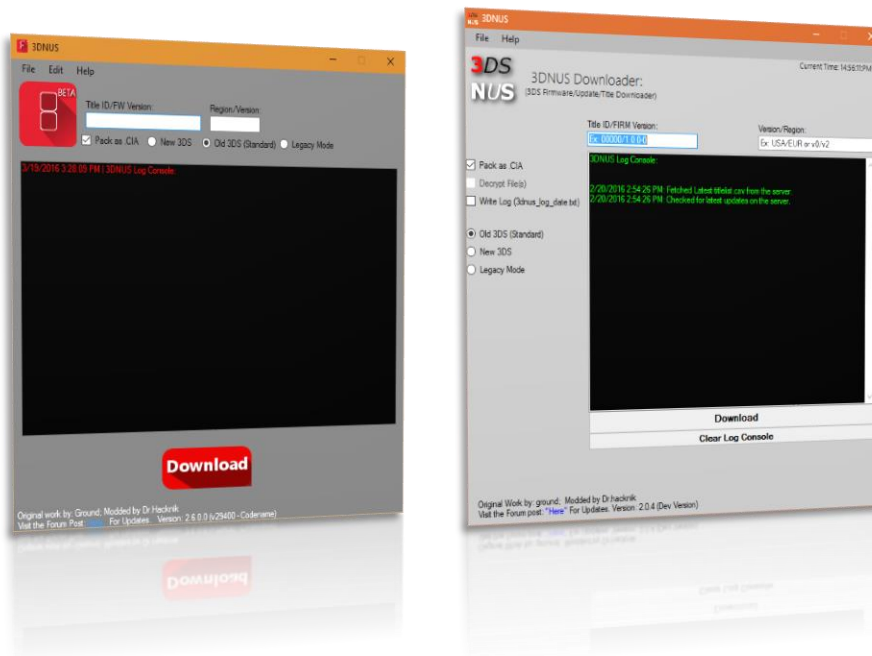 3DNUS
File Edit Help
BETA
Title ID/FW Version:
Region/Version:
Pack as .CIA New 3DS Old 3DS (Standard) Legacy Mode
3/19/2016 3:28:09 PM | 3DNUS Log Console:
Download
Original work by: Ground; Modded by Dr.Hacknik
Visit the Forum Post For Updates. Version: 2.6.0.0 (v29400 - Codename)
3DNUS
File Help
3DS
NUS
3DNUS Downloader:
(3DS Firmware/Update/Title Downloader)
Current Time: 14:56:11:PM
Title ID/FIRM Version:
Version/Region:
Ex: 00000/1.0.0-0
Ex: USA/EUR or v0/v2
Pack as .CIA
Decrypt File(s)
Write Log (3dnus_log_date.txt)
Old 3DS (Standard)
New 3DS
Legacy Mode
3DNUS Log Console:
2/20/2016 2:54:26 PM: Fetched Latest titlelist.csv from the server.
2/20/2016 2:54:26 PM: Checked for latest updates on the server.
Download
Clear Log Console
Original Work by: ground; Modded by Dr.hacknik
Visit the Forum post: "Here" For Updates. Version: 2.0.4 (Dev Version)